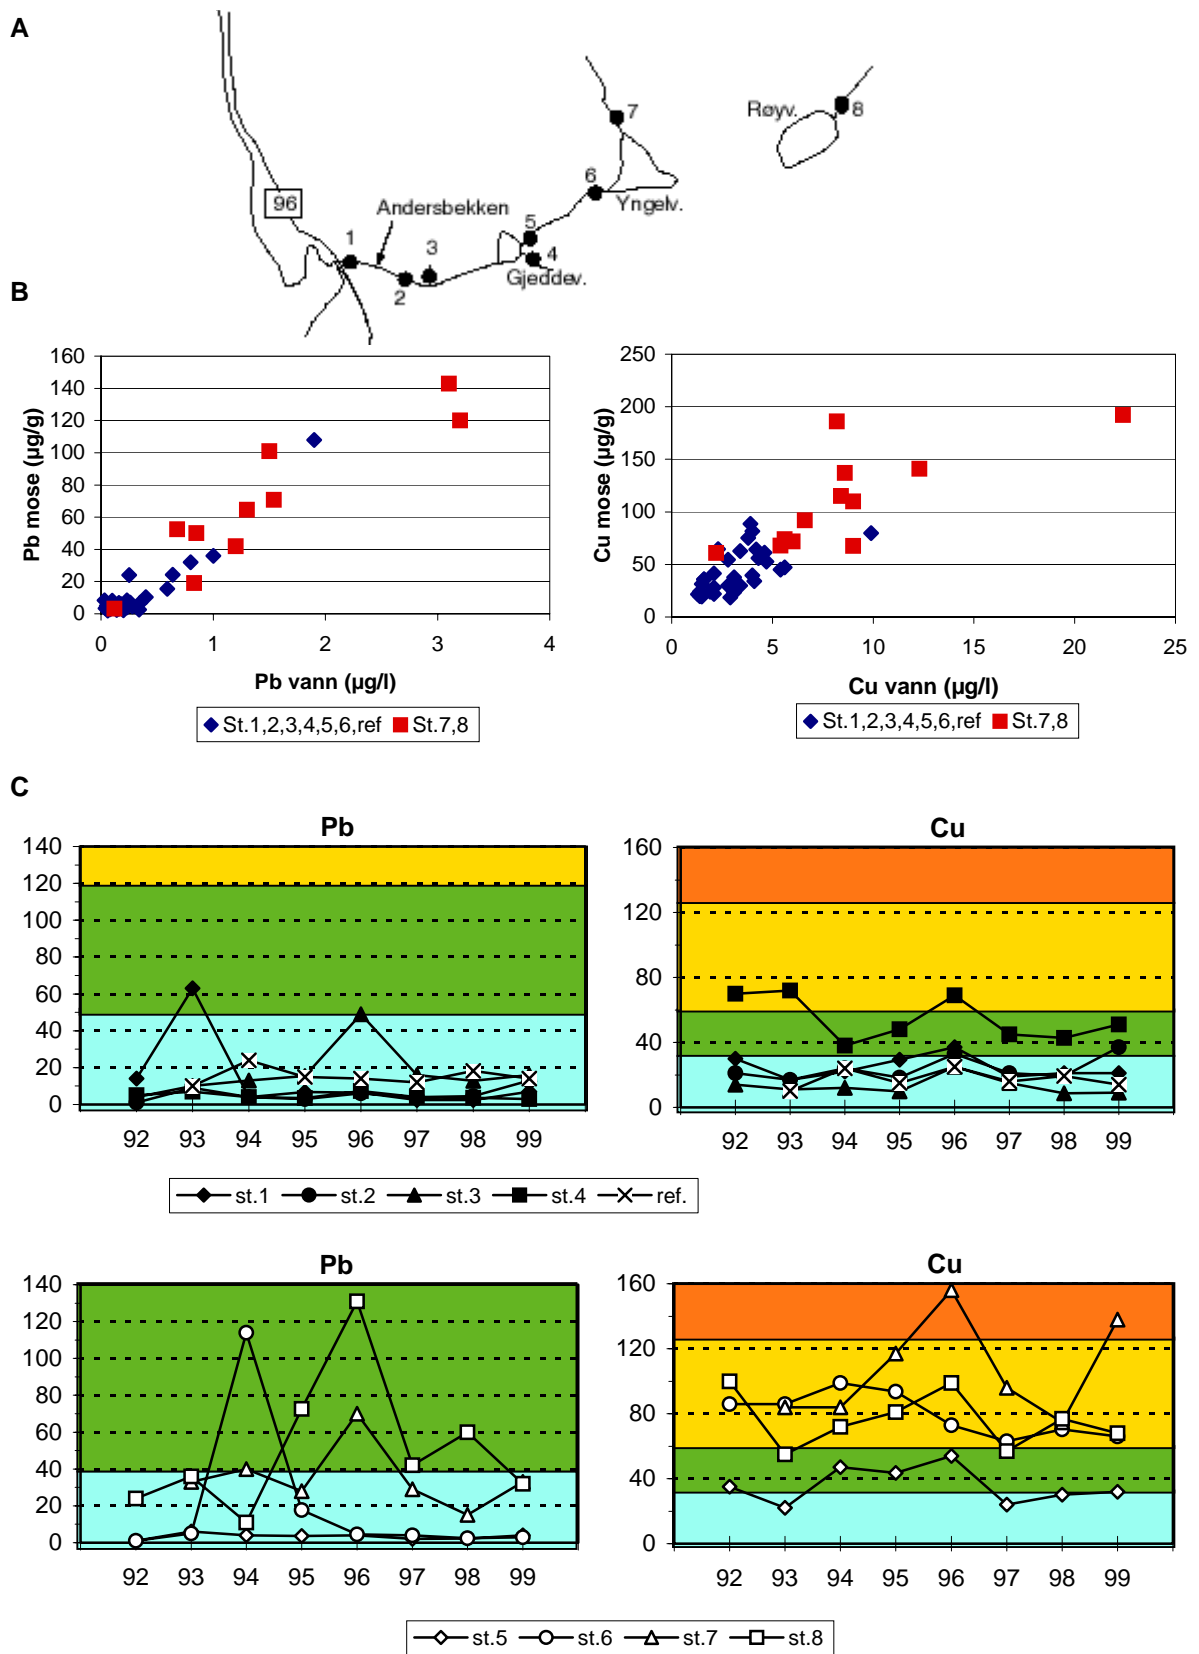 A
7
Røyv.
8
6
96
Andersbekken
Yngelv.
5
1
3
4
2
Gjeddev.
B
160
140
120
100
80
60
40
20
0
Pb mose (µg/g)
0 1 2 3 4
Pb vann (µg/l)
St.1,2,3,4,5,6,ref St.7,8
250
200
150
100
50
0
Cu mose (µg/g)
0 5 10 15 20 25
Cu vann (µg/l)
St.1,2,3,4,5,6,ref St.7,8
C
Pb
140
120
100
80
60
40
20
0
92 93 94 95 96 97 98 99
Cu
160
120
80
40
0
92 93 94 95 96 97 98 99
st.1 st.2 st.3 st.4 ref.
Pb
140
120
100
80
60
40
20
0
92 93 94 95 96 97 98 99
Cu
160
120
80
40
0
92 93 94 95 96 97 98 99
st.5 st.6 st.7 st.8